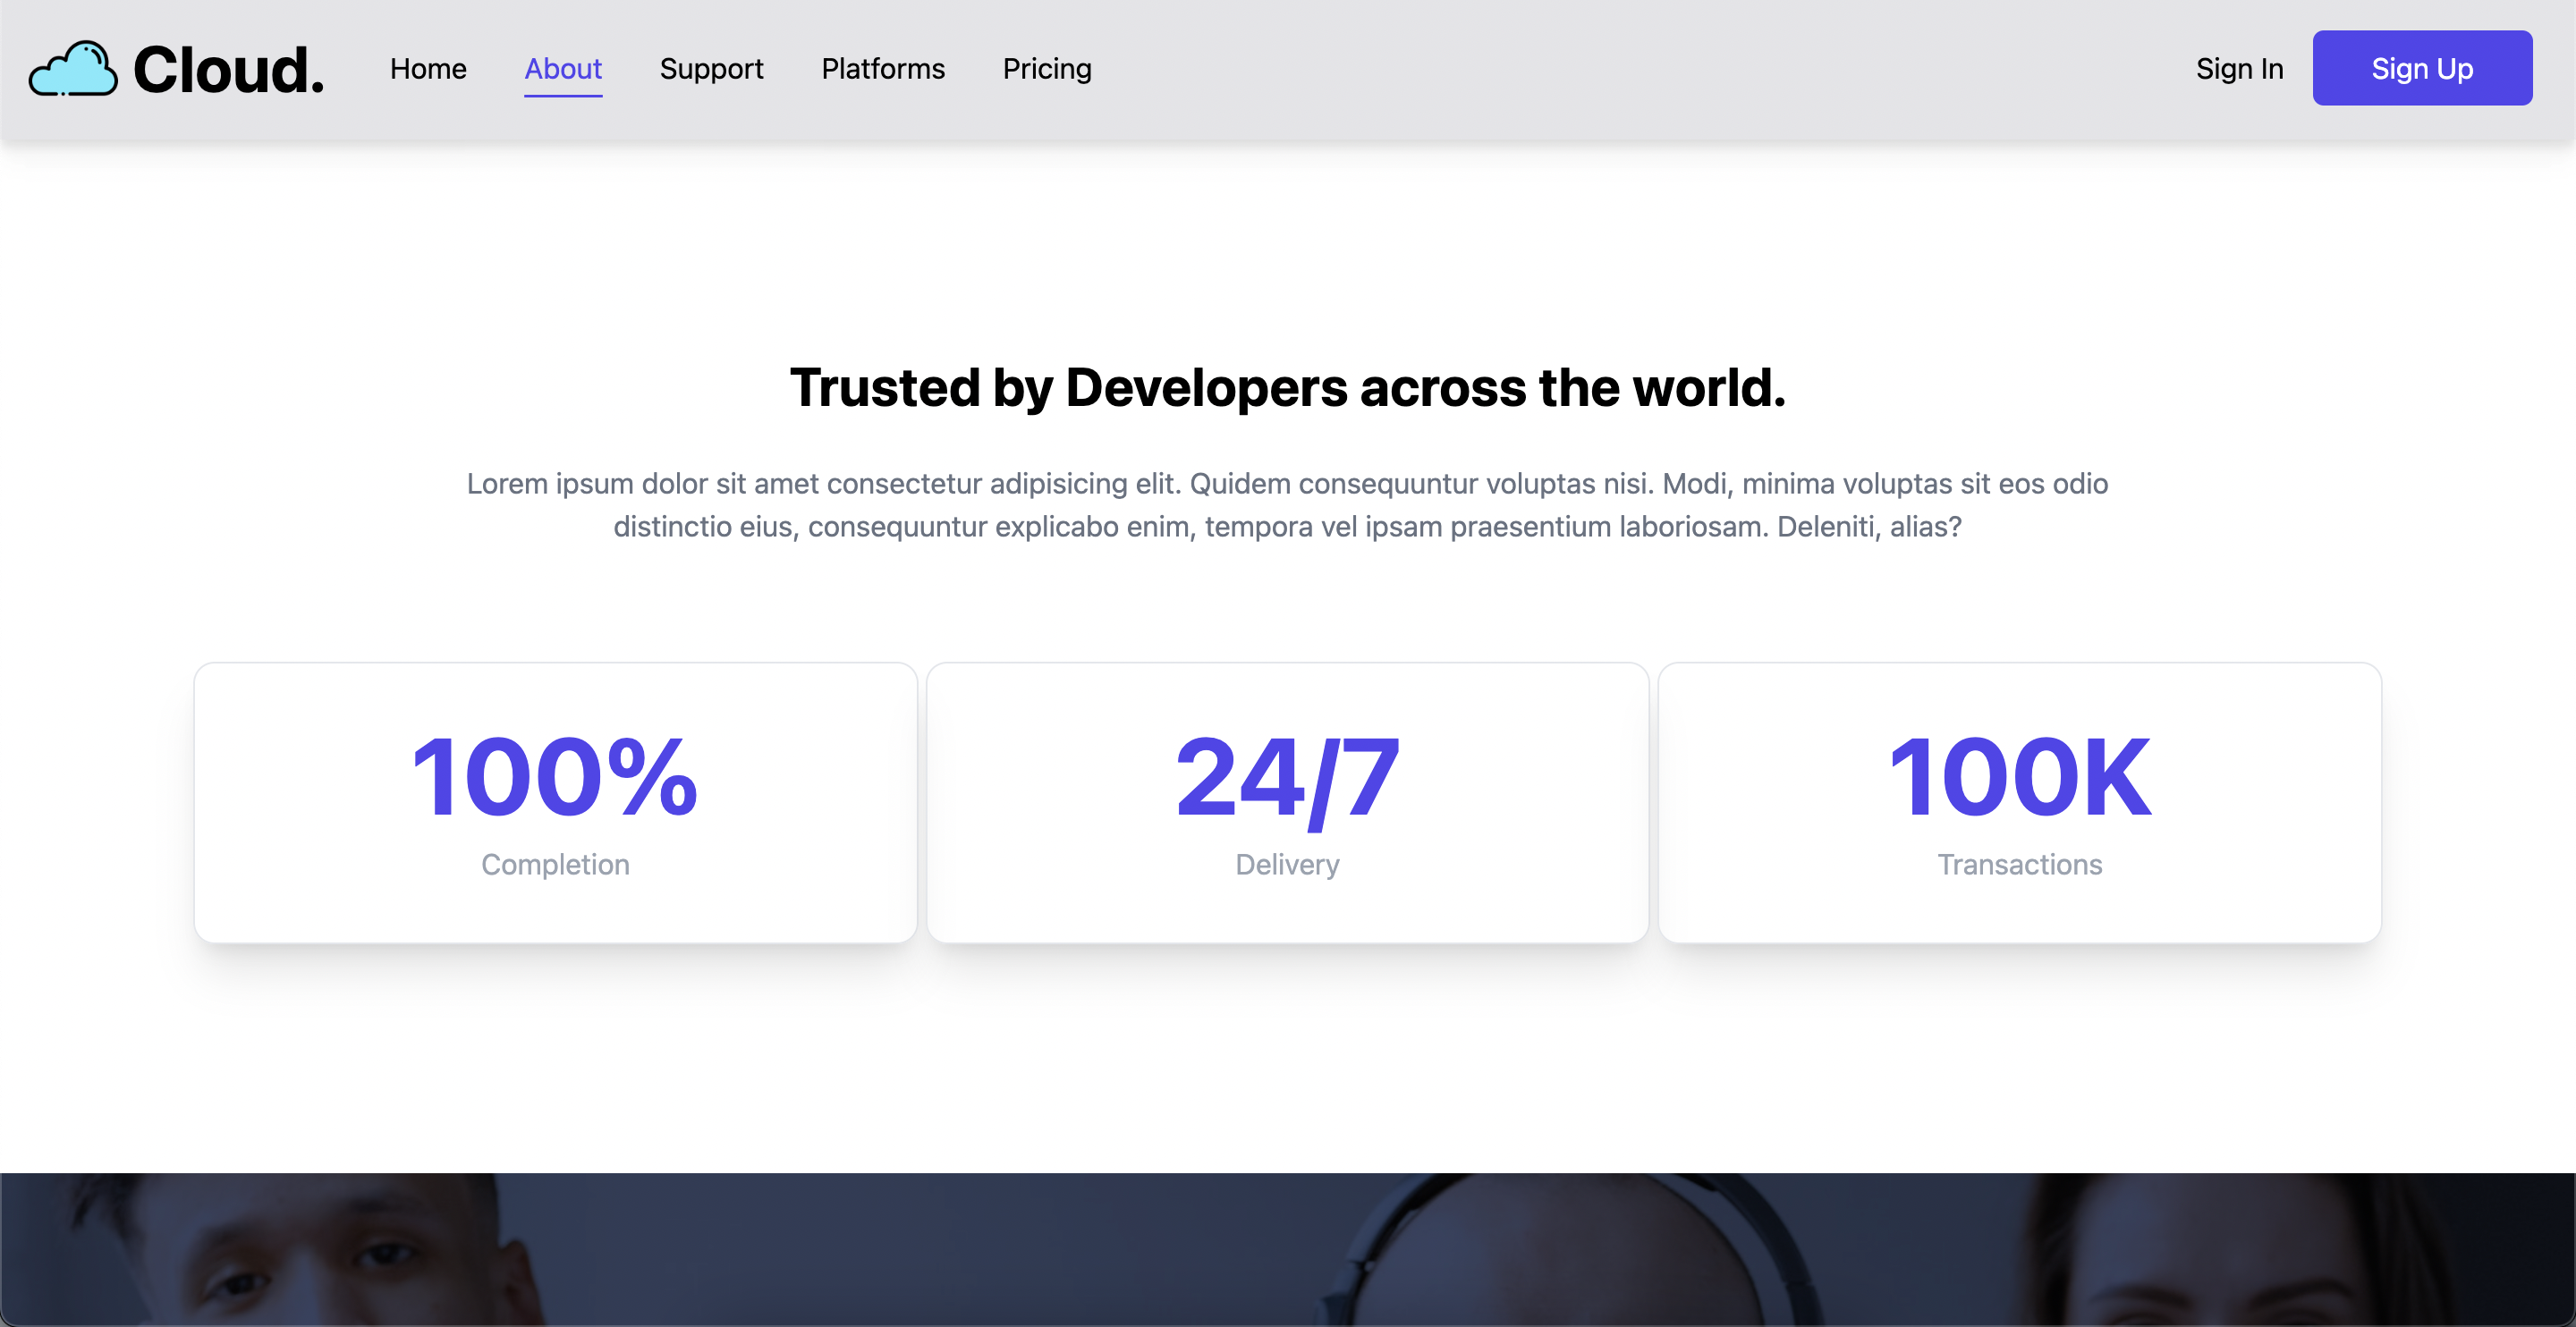 Cloud.
Home About Support Platforms Pricing
Sign In Sign Up
Trusted by Developers across the world.
Lorem ipsum dolor sit amet consectetur adipisicing elit. Quidem consequuntur voluptas nisi. Modi, minima voluptas sit eos odio
distinctio eius, consequuntur explicabo enim, tempora vel ipsam praesentium laboriosam. Deleniti, alias?
100%
Completion
24/7
Delivery
100K
Transactions